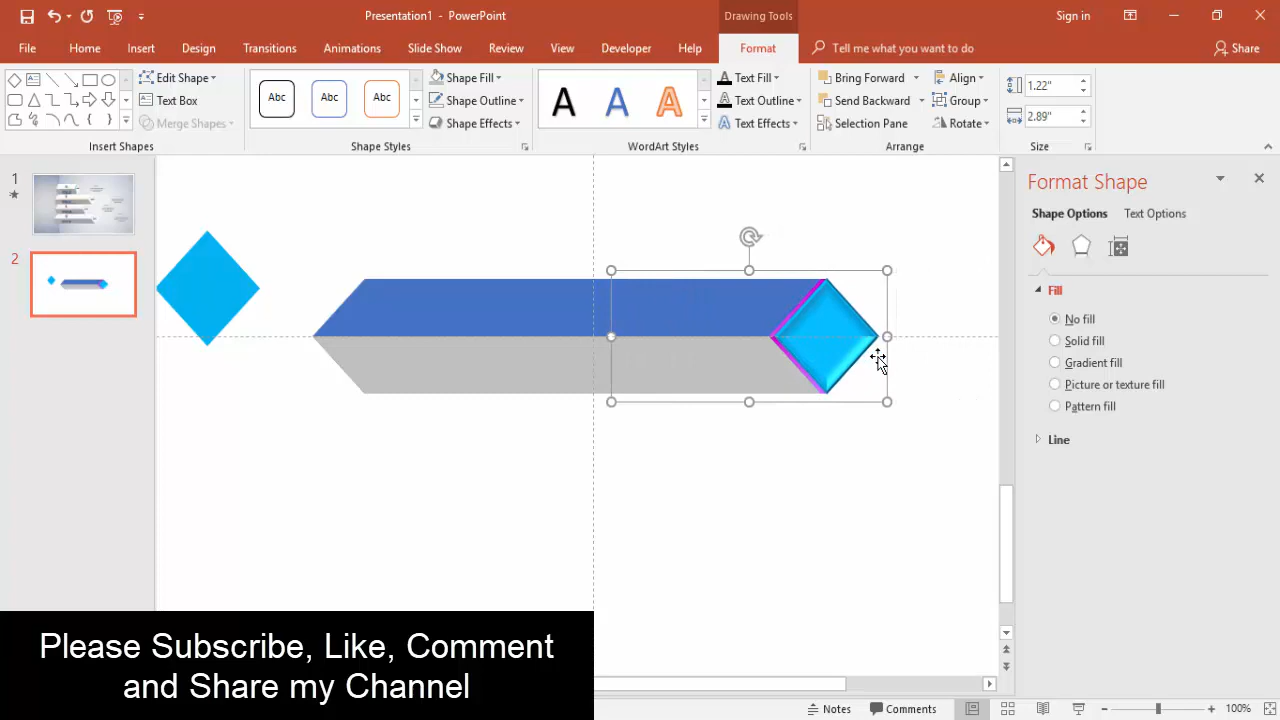 Presentation1 - PowerPoint
Drawing Tools
Sign in
File
Home
Insert
Design
Transitions
Animations
Slide Show
Review
View
Developer
Help
Format
Tell me what you want to do
Share
Edit Shape
Text Box
Merge Shapes
Insert Shapes
Abc
Abc
Abc
Shape Fill
Shape Outline
Shape Effects
Shape Styles
A
A
A
Text Fill
Text Outline
Text Effects
WordArt Styles
Bring Forward
Send Backward
Selection Pane
Align
Group
Rotate
Arrange
1.22"
2.89"
Size
1
2
Format Shape
Shape Options
Text Options
Fill
No fill
Solid fill
Gradient fill
Picture or texture fill
Pattern fill
Line
Please Subscribe, Like, Comment
and Share my Channel
Notes
Comments
100%